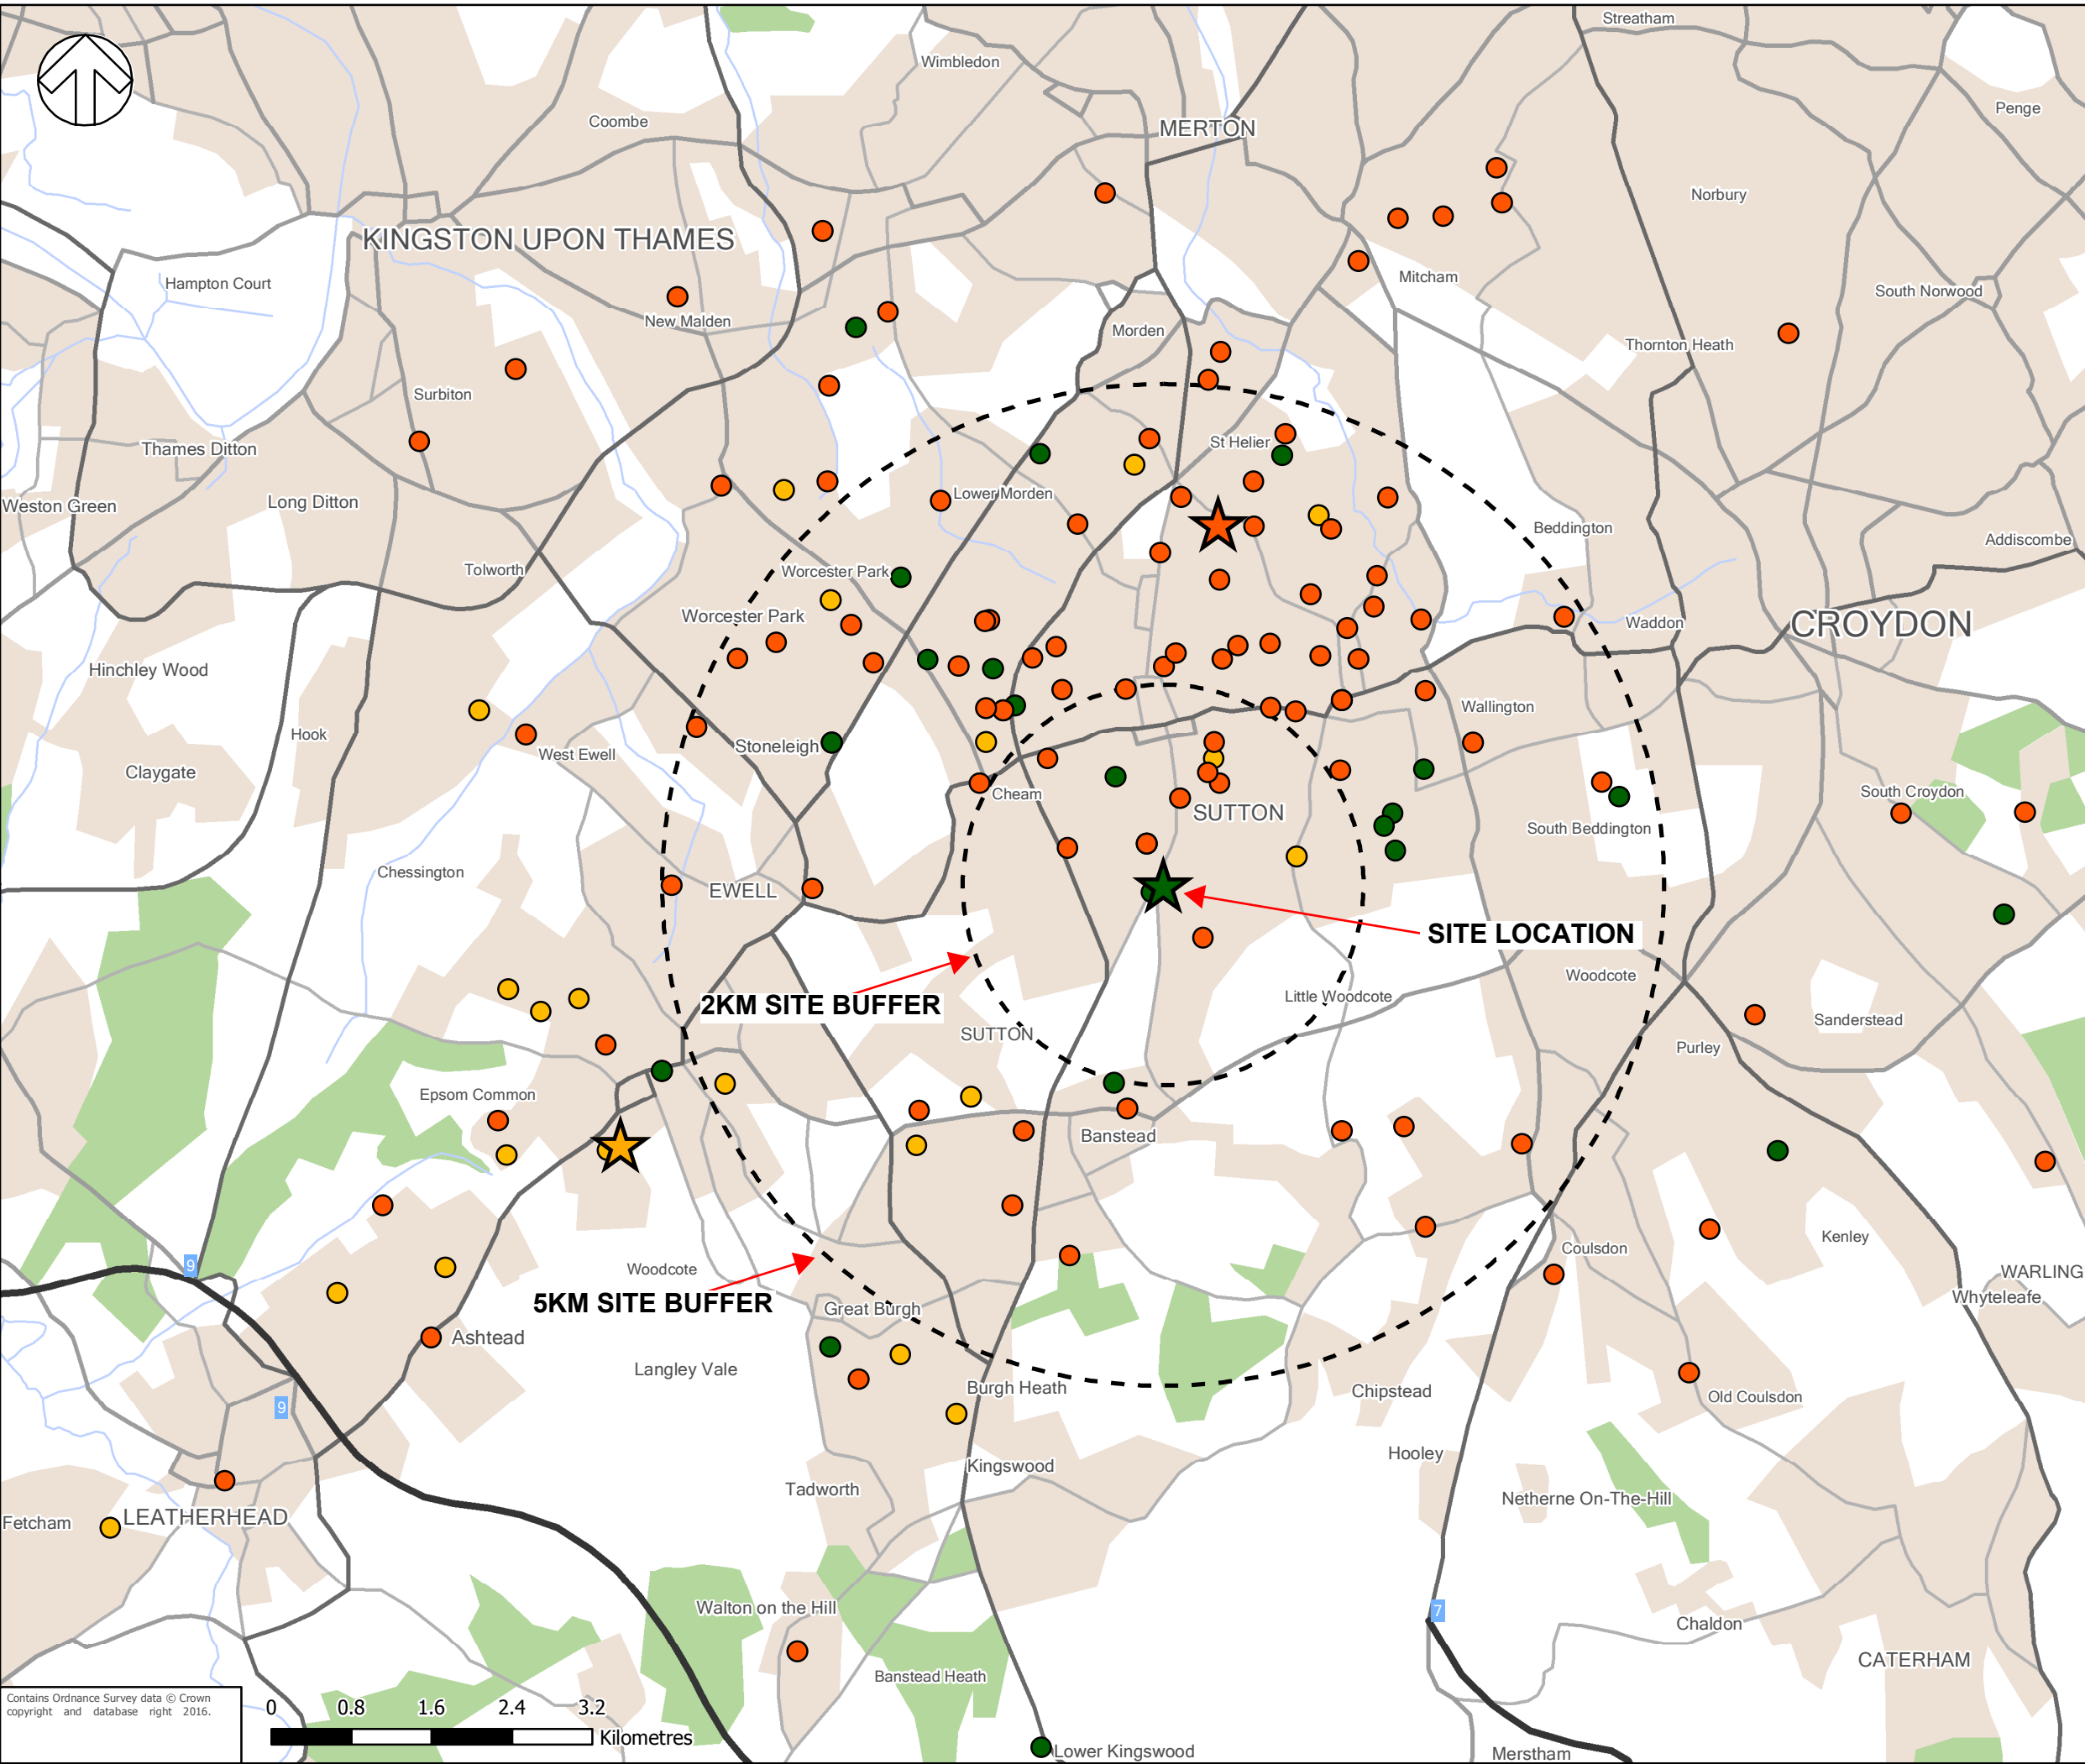 Streatham
Wimbledon
Penge
Coombe
MERTON
Norbury
KINGSTON UPON THAMES
Hampton Court
Mitcham
South Norwood
New Malden
Morden
Thornton Heath
Surbiton
Thames Ditton
St Helier
Weston Green
Long Ditton
Lower Morden
Beddington
Addiscombe
Tolworth
Worcester Park
Worcester Park
Waddon
CROYDON
Hinchley Wood
Hook
Wallington
Stoneleigh
West Ewell
Claygate
Cheam
South Croydon
SUTTON
South Beddington
Chessington
EWELL
SITE LOCATION
Woodcote
2KM SITE BUFFER
Little Woodcote
SUTTON
Sanderstead
Purley
Epsom Common
Banstead
Kenley
Coulsdon
9
Woodcote
WARLING
Whyteleafe
5KM SITE BUFFER
Great Burgh
Ashtead
Langley Vale
Burgh Heath
Chipstead
Old Coulsdon
9
Hooley
Kingswood
Tadworth
Netherne On-The-Hill
Fetcham
LEATHERHEAD
Walton on the Hill
7
Chaldon
CATERHAM
Banstead Heath
Contains Ordnance Survey data © Crown
copyright and database right 2016.
0 0.8 1.6 2.4 3.2
Kilometres
Lower Kingswood
Merstham